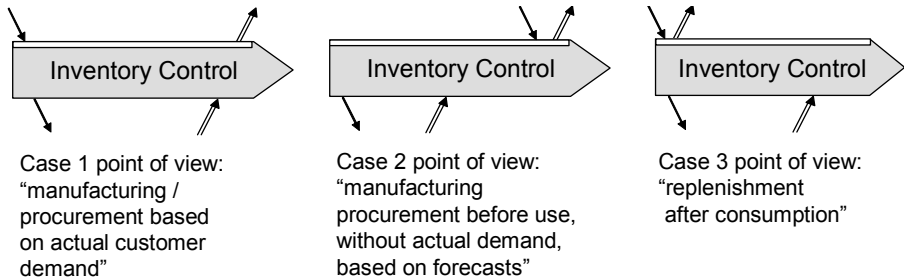 Inventory Control
Inventory Control
Inventory Control
Case 1 point of view:
“manufacturing /
procurement based
on actual customer
demand”
Case 2 point of view:
“manufacturing
procurement before use,
without actual demand,
based on forecasts”
Case 3 point of view:
“replenishment
after consumption”